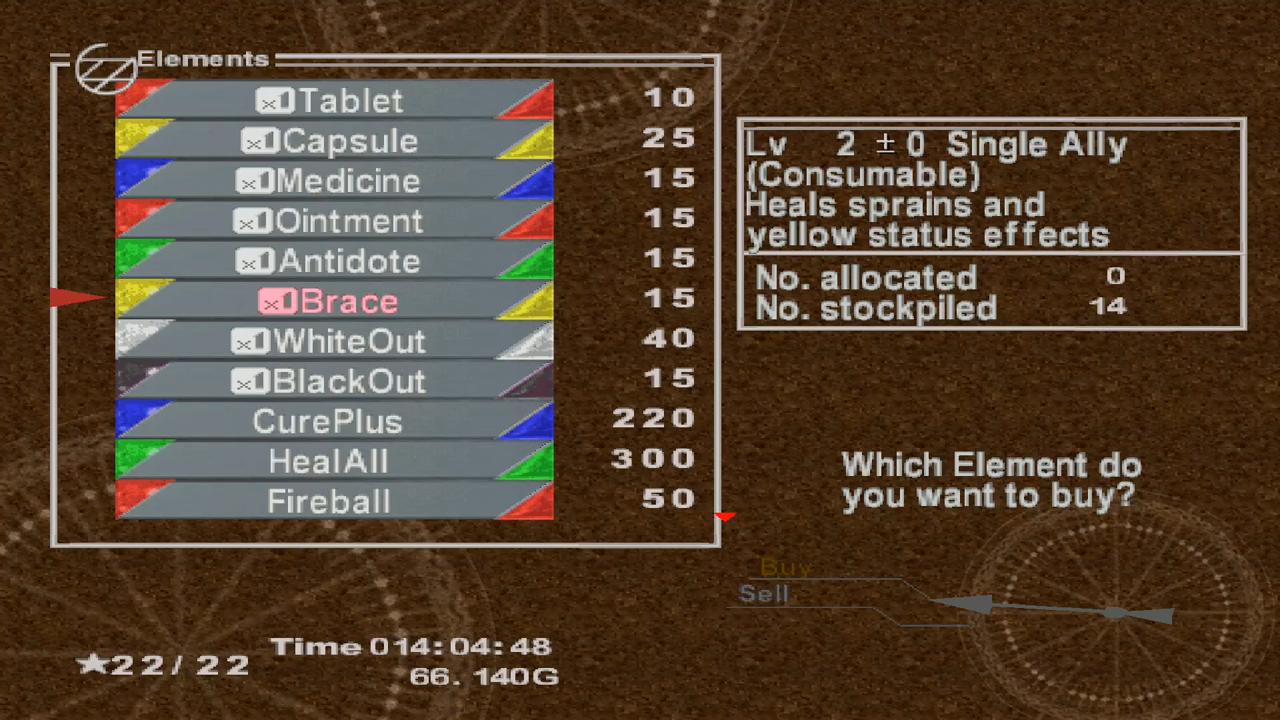 Elements
x1 Tablet 10
x1 Capsule 25
x1 Medicine 15
x1 Ointment 15
x1 Antidote 15
x1 Brace 15
x1 WhiteOut 40
x1 BlackOut 15
CurePlus 220
HealAll 300
Fireball 50
Lv 2 ± 0 Single Ally
(Consumable)
Heals sprains and
yellow status effects
No. allocated 0
No. stockpiled 14
Which Element do
you want to buy?
Buy
Sell
Time 014:04:48
★22/22
66. 140G